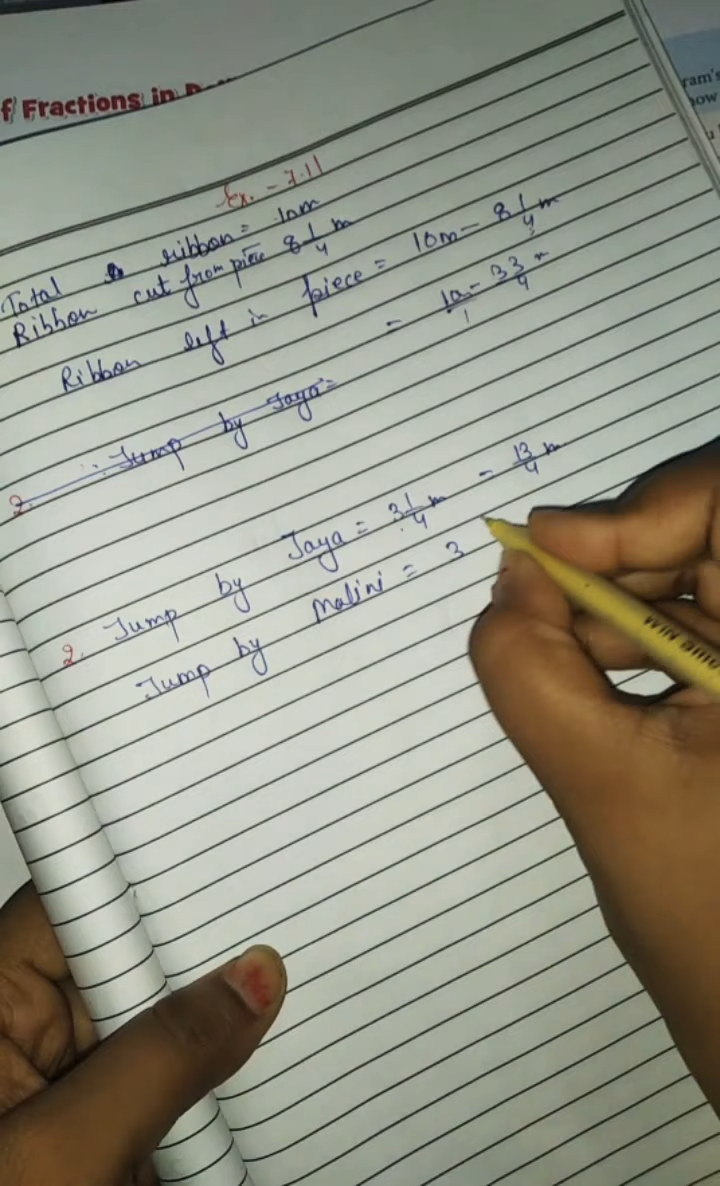 f Fractions in
ram's
now
Ex. - 7.11
Total ribbon = 10m
Ribbon cut from piece 8 1/4 m
Ribbon left in piece = 10m - 8 1/4 m
= 10/1 - 33/4 m
2. ∴ Jump by Jaya =
2. Jump by Jaya = 3 1/4 m - 13/4 m
Jump by Malini = 3